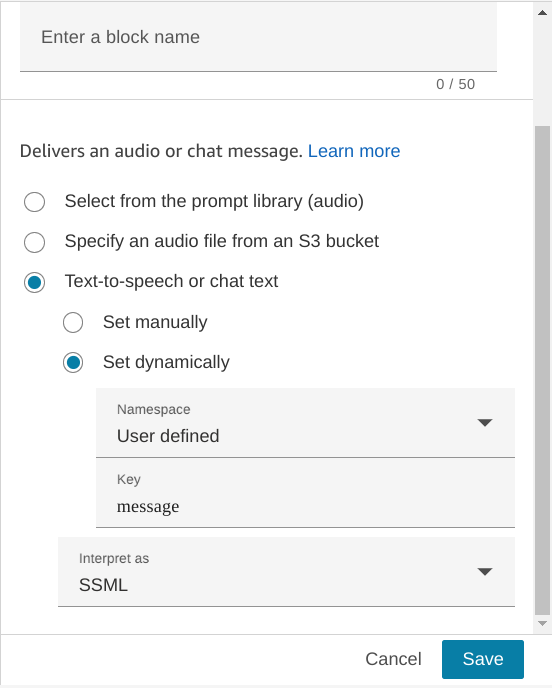 Enter a block name
0 / 50
Delivers an audio or chat message. Learn more
Select from the prompt library (audio)
Specify an audio file from an S3 bucket
Text-to-speech or chat text
Set manually
Set dynamically
Namespace
User defined
Key
message
Interpret as
SSML
Cancel Save